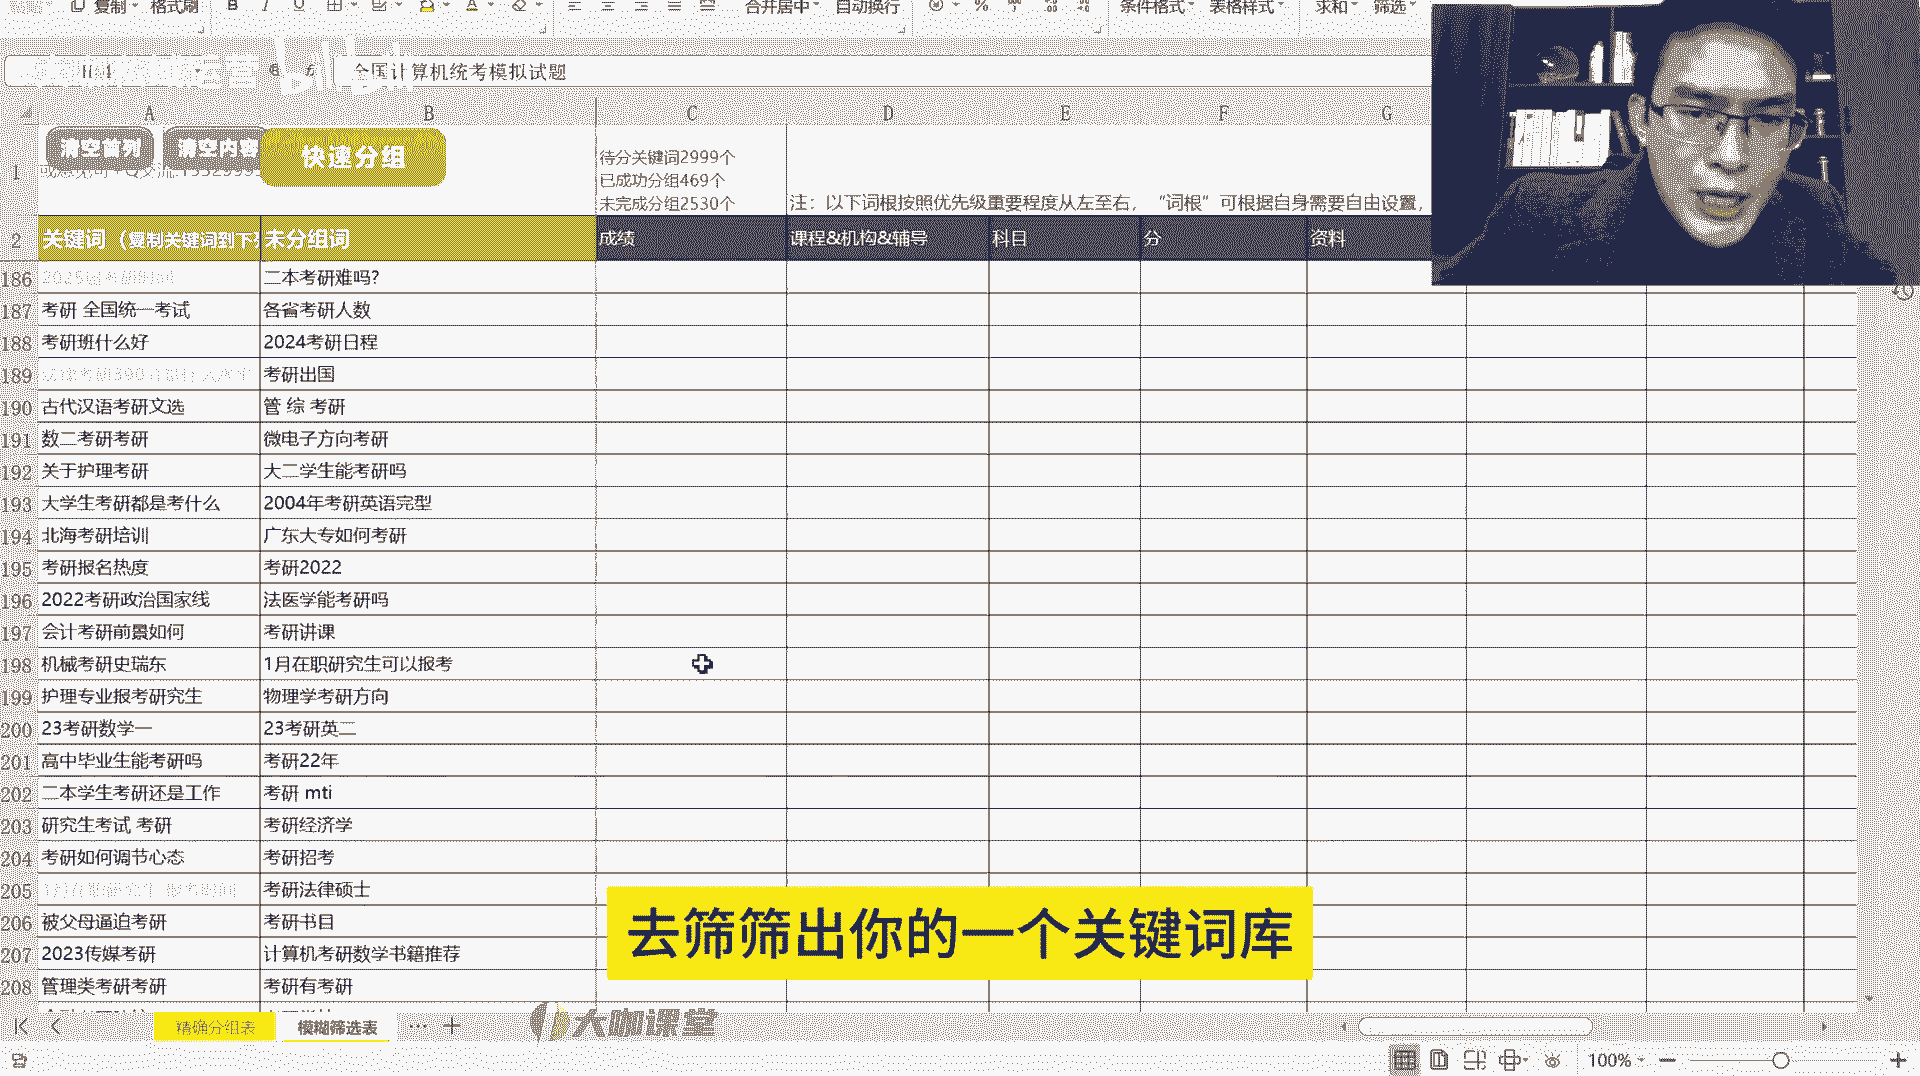 复制 格式刷 B I U 合并居中 自动换行 % 条件格式 表格样式 求和 筛选
全国计算机统考模拟试题
A B C D E F G
清空首列 清空内容 快速分组
待分关键词2999个
已成功分组469个
未完成分组2530个
注：以下词根按照优先级重要程度从左至右， “词根”可根据自身需要自由设置，
1
2 关键词（复制关键词到下 未分组词 成绩 课程&机构&辅导 科目 分 资料
186 二本考研难吗?
187 考研 全国统一考试 各省考研人数
188 考研班什么好 2024考研日程
189 考研出国
190 古代汉语考研文选 管 综 考研
191 数二考研考研 微电子方向考研
192 关于护理考研 大二学生能考研吗
193 大学生考研都是考什么 2004年考研英语完型
194 北海考研培训 广东大专如何考研
195 考研报名热度 考研2022
196 2022考研政治国家线 法医学能考研吗
197 会计考研前景如何 考研讲课
198 机械考研史瑞东 1月在职研究生可以报考
199 护理专业报考研究生 物理学考研方向
200 23考研数学一 23考研英二
201 高中毕业生能考研吗 考研22年
202 二本学生考研还是工作 考研 mti
203 研究生考试 考研 考研经济学
204 考研如何调节心态 考研招考
205 考研法律硕士
206 被父母逼迫考研 考研书目
207 2023传媒考研 计算机考研数学书籍推荐
208 管理类考研考研 考研有考研
去筛筛出你的一个关键词库
精确分组表 模糊筛选表 ··· +
大咖课堂
100%